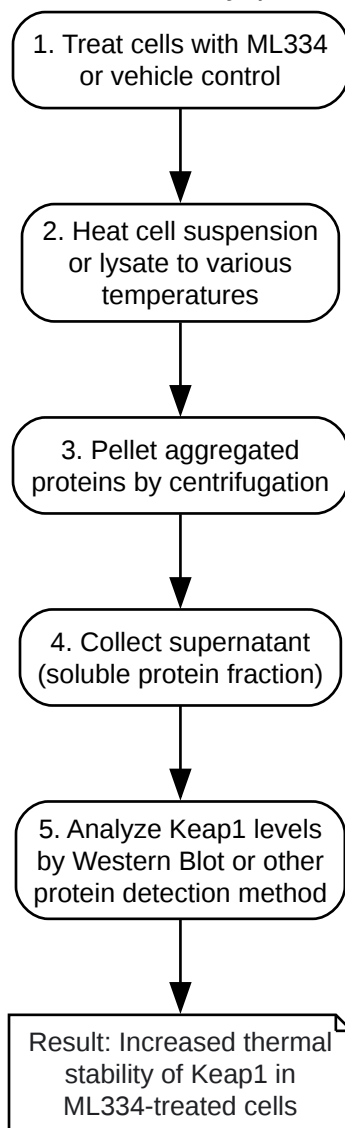 1. Treat cells with ML334
or vehicle control
2. Heat cell suspension
or lysate to various
temperatures
3. Pellet aggregated
proteins by centrifugation
4. Collect supernatant
(soluble protein fraction)
5. Analyze Keap1 levels
by Western Blot or other
protein detection method
Result: Increased thermal
stability of Keap1 in
ML334-treated cells